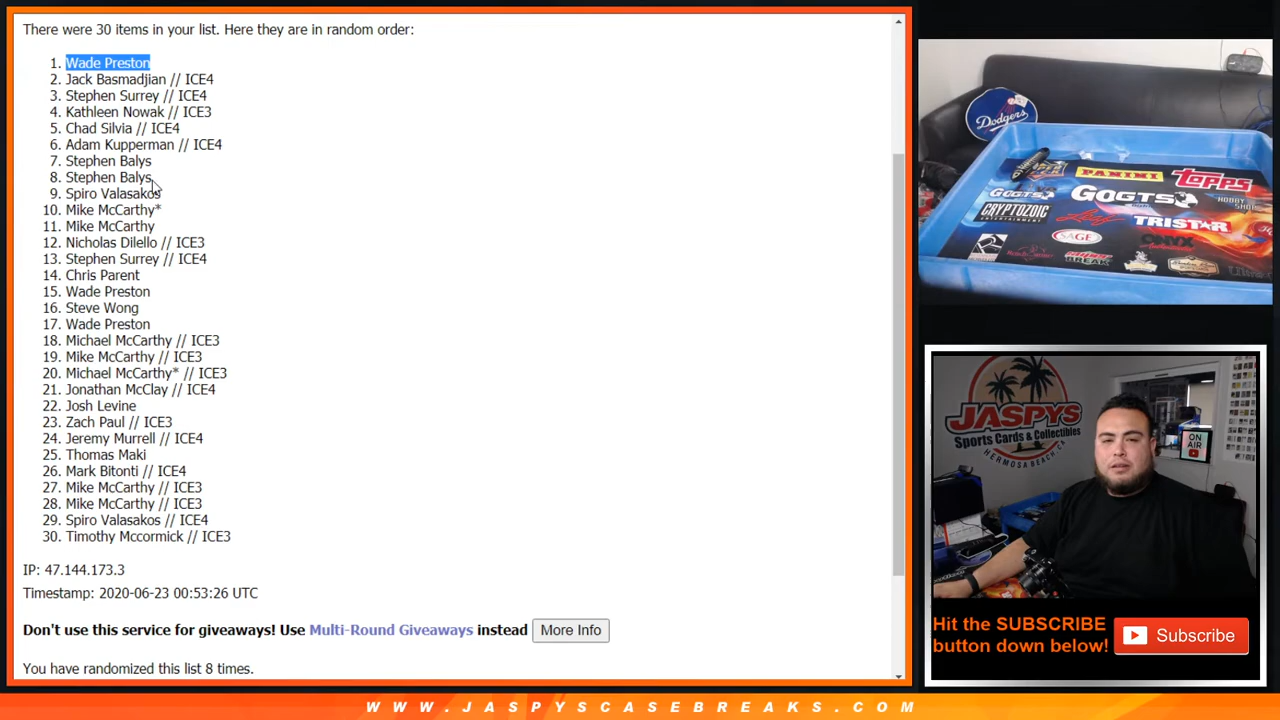 There were 30 items in your list. Here they are in random order:
1. Wade Preston
2. Jack Basmadjian // ICE4
3. Stephen Surrey // ICE4
4. Kathleen Nowak // ICE3
5. Chad Silvia // ICE4
6. Adam Kupperman // ICE4
7. Stephen Balys
8. Stephen Balys
9. Spiro Valasakos
10. Mike McCarthy*
11. Mike McCarthy
12. Nicholas Dilello // ICE3
13. Stephen Surrey // ICE4
14. Chris Parent
15. Wade Preston
16. Steve Wong
17. Wade Preston
18. Michael McCarthy // ICE3
19. Mike McCarthy // ICE3
20. Michael McCarthy* // ICE3
21. Jonathan McClay // ICE4
22. Josh Levine
23. Zach Paul // ICE3
24. Jeremy Murrell // ICE4
25. Thomas Maki
26. Mark Bitonti // ICE4
27. Mike McCarthy // ICE3
28. Mike McCarthy // ICE3
29. Spiro Valasakos // ICE4
30. Timothy Mccormick // ICE3
IP: 47.144.173.3
Timestamp: 2020-06-23 00:53:26 UTC
Don't use this service for giveaways! Use Multi-Round Giveaways instead More Info
You have randomized this list 8 times.
Dodgers
PANINI
topps
GOGTS
GOGTS
HOBBY SHOP
CRYPTOZOIC
ENTERTAINMENT
Leaf
TRISTAR
SAGE
ONYX
BREAK
JASPYS
Sports Cards & Collectibles
HERMOSA BEACH, CA
ON
AIR
Hit the SUBSCRIBE
button down below!
Subscribe
WWW.JASPYSCASEBREAKS.COM